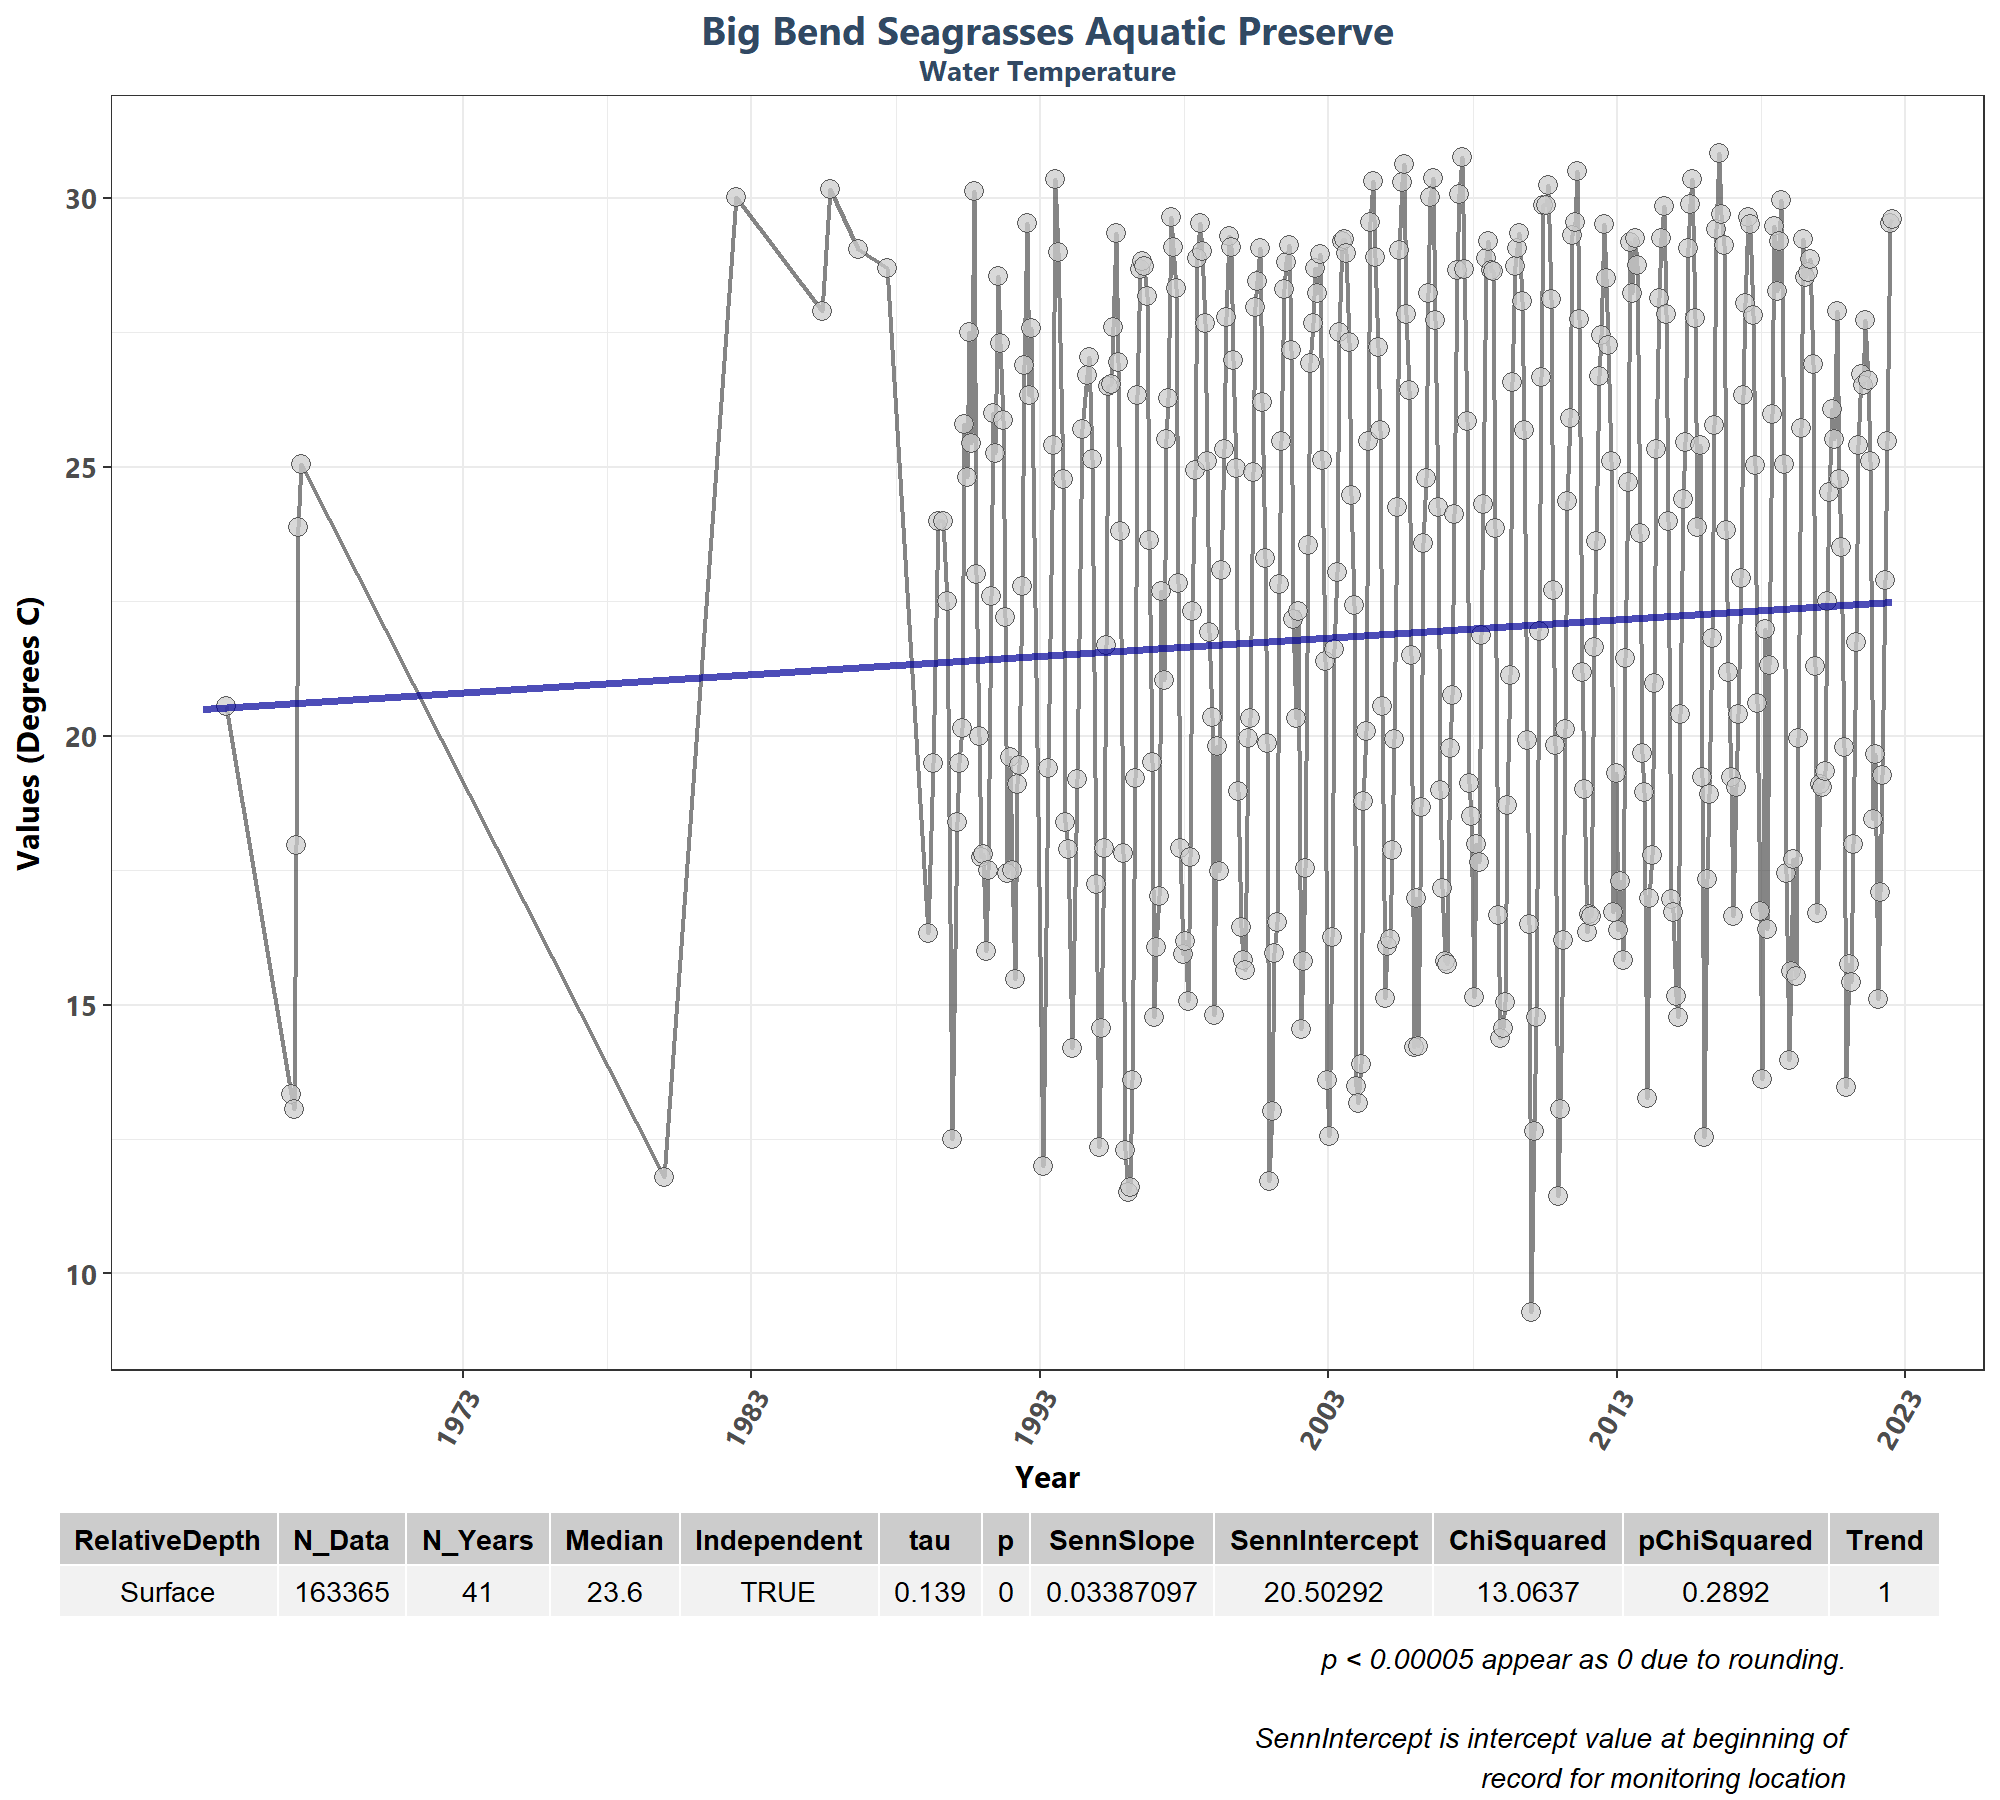 Big Bend Seagrasses Aquatic Preserve
Water Temperature
Values (Degrees C)
30
25
20
15
10
1973 1983 1993 2003 2013 2023
Year
RelativeDepth N_Data N_Years Median Independent tau p SennSlope SennIntercept ChiSquared pChiSquared Trend
Surface 163365 41 23.6 TRUE 0.139 0 0.03387097 20.50292 13.0637 0.2892 1
p < 0.00005 appear as 0 due to rounding.
SennIntercept is intercept value at beginning of
record for monitoring location